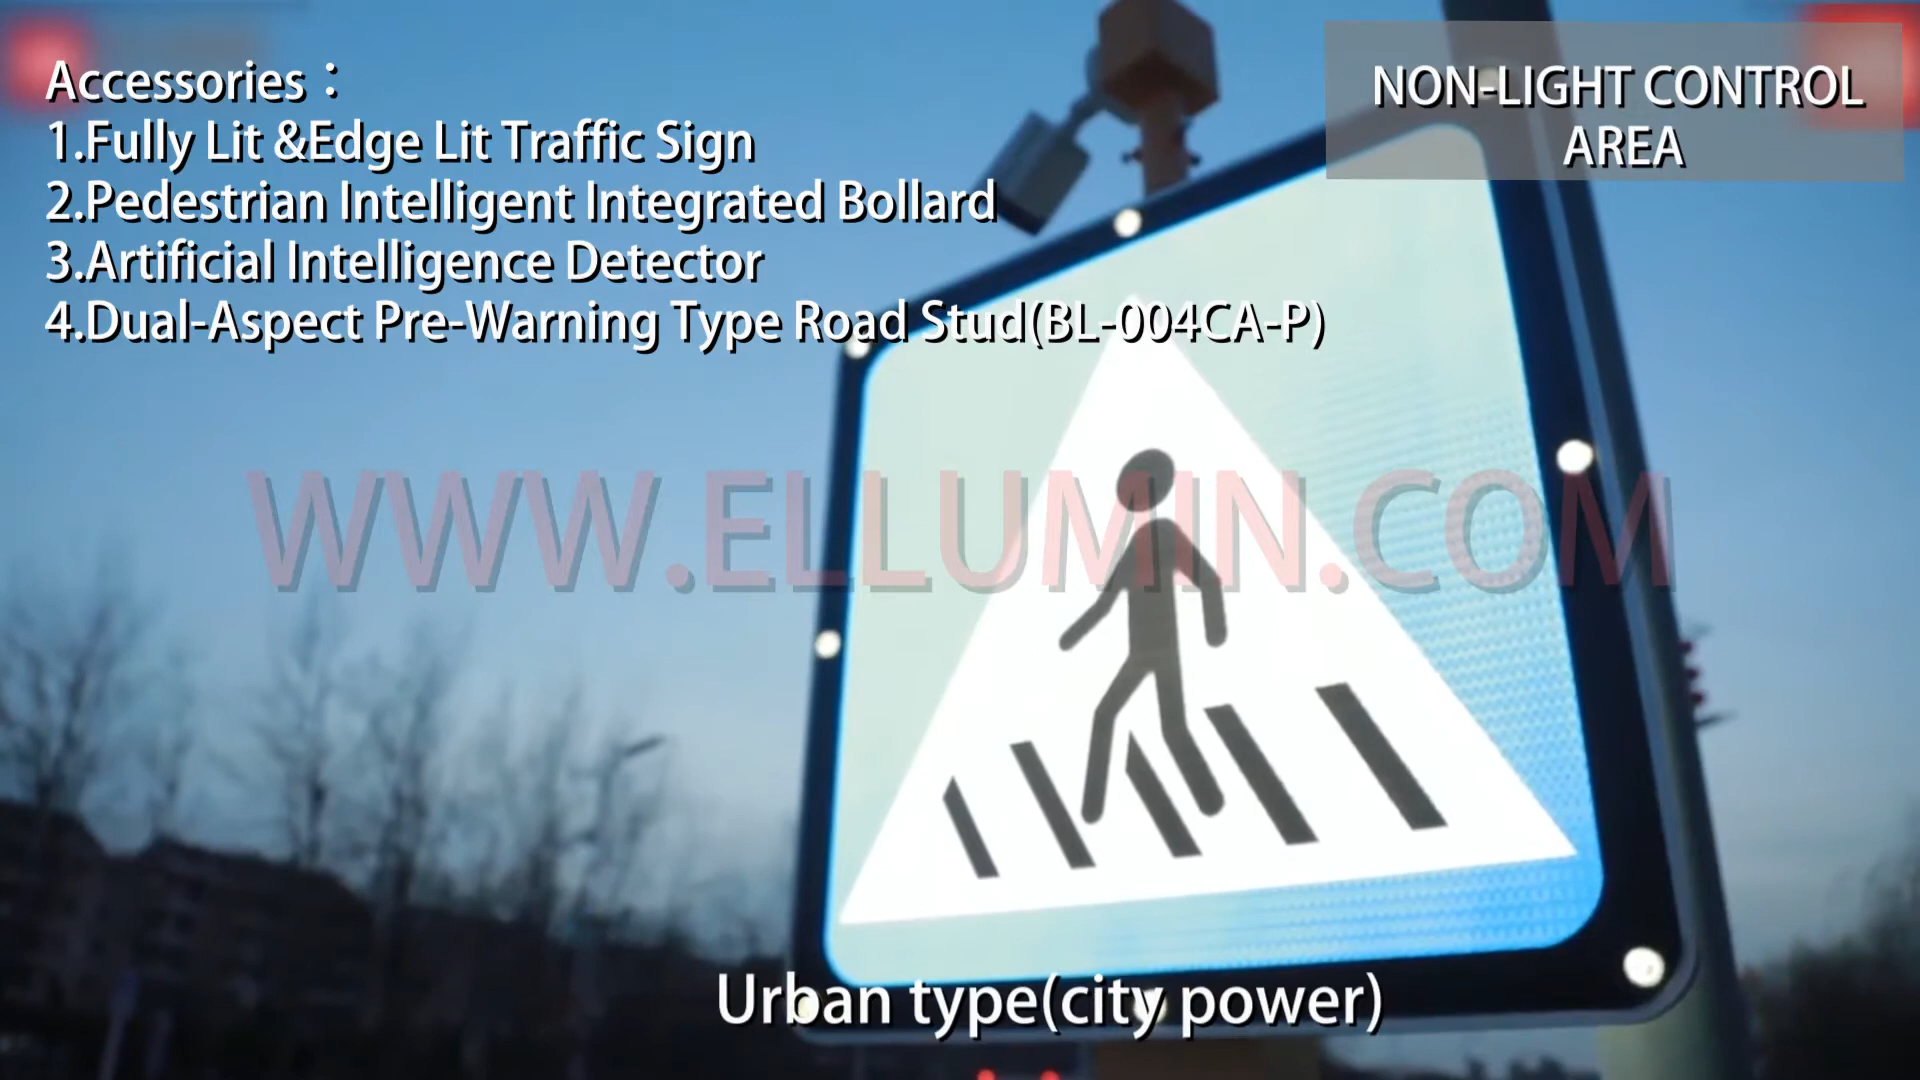 Accessories：
1.Fully Lit &Edge Lit Traffic Sign
2.Pedestrian Intelligent Integrated Bollard
3.Artificial Intelligence Detector
4.Dual-Aspect Pre-Warning Type Road Stud(BL-004CA-P)
NON-LIGHT CONTROL
AREA
WWW.ELLUMIN.COM
Urban type(city power)